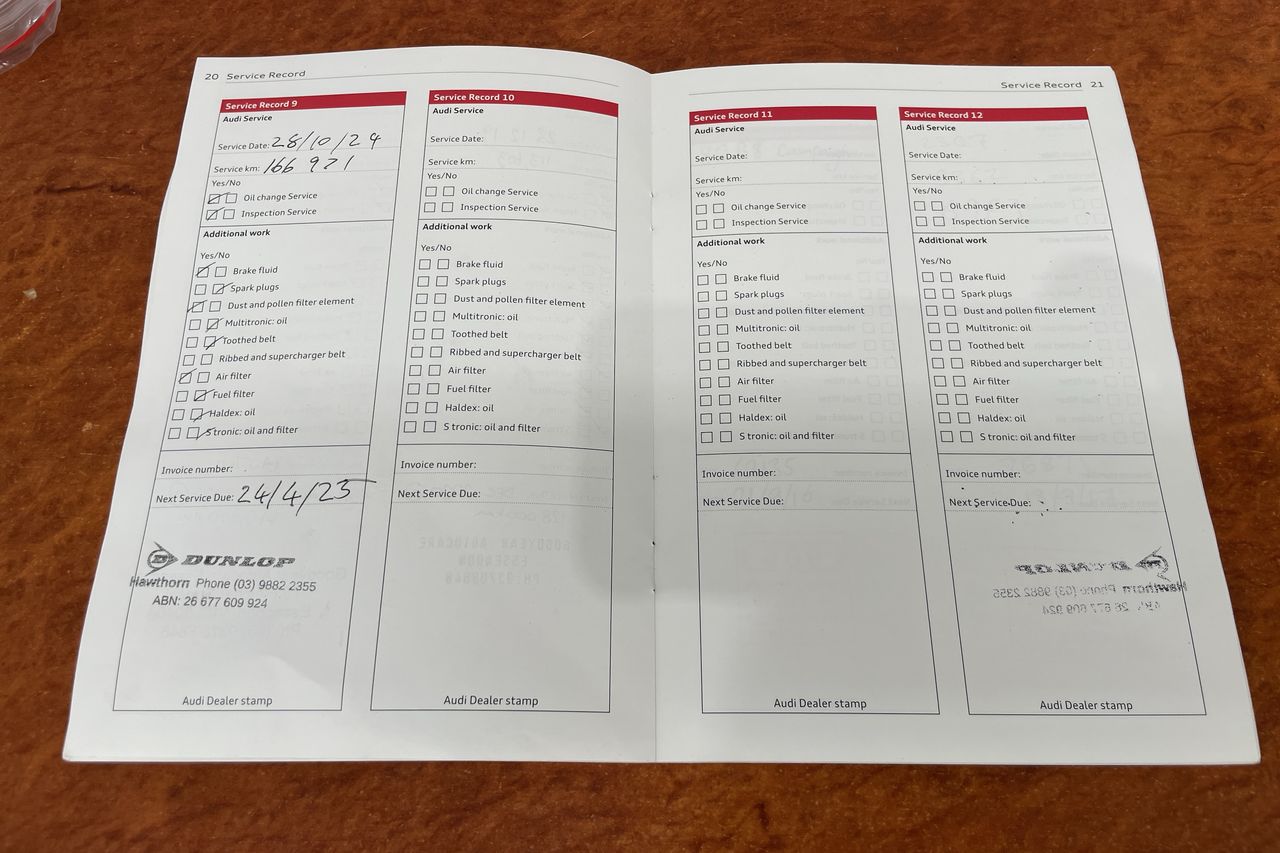 20 Service Record
Service Record 9
Audi Service
Service Date: 28/10/24
Service km: 166 921
Yes/No
Oil change Service
Inspection Service
Additional work
Yes/No
Brake fluid
Spark plugs
Dust and pollen filter element
Multitronic: oil
Toothed belt
Ribbed and supercharger belt
Air filter
Fuel filter
Haldex: oil
S tronic: oil and filter
Invoice number:
Next Service Due: 24/4/25
DUNLOP
Hawthorn Phone (03) 9882 2355
ABN: 26 677 609 924
Audi Dealer stamp
Service Record 10
Audi Service
Service Date:
Service km:
Yes/No
Oil change Service
Inspection Service
Additional work
Yes/No
Brake fluid
Spark plugs
Dust and pollen filter element
Multitronic: oil
Toothed belt
Ribbed and supercharger belt
Air filter
Fuel filter
Haldex: oil
S tronic: oil and filter
Invoice number:
Next Service Due:
Audi Dealer stamp
Service Record 21
Service Record 11
Audi Service
Service Date:
Service km:
Yes/No
Oil change Service
Inspection Service
Additional work
Yes/No
Brake fluid
Spark plugs
Dust and pollen filter element
Multitronic: oil
Toothed belt
Ribbed and supercharger belt
Air filter
Fuel filter
Haldex: oil
S tronic: oil and filter
Invoice number:
Next Service Due:
Audi Dealer stamp
Service Record 12
Audi Service
Service Date:
Service km:
Yes/No
Oil change Service
Inspection Service
Additional work
Yes/No
Brake fluid
Spark plugs
Dust and pollen filter element
Multitronic: oil
Toothed belt
Ribbed and supercharger belt
Air filter
Fuel filter
Haldex: oil
S tronic: oil and filter
Invoice number:
Next Service Due:
DUNLOP
Hawthorn Phone (03) 9882 2355
ABN: 26 677 609 924
Audi Dealer stamp